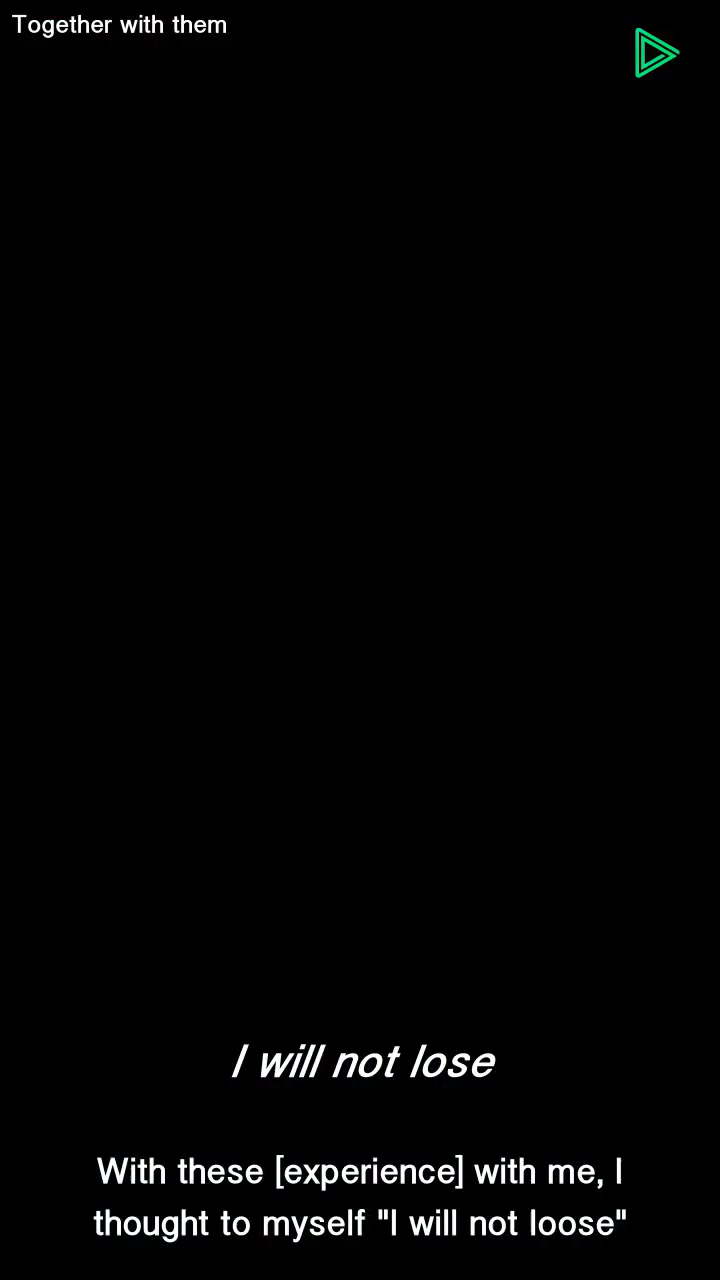 Together with them
I will not lose
With these [experience] with me, I
thought to myself "I will not loose"